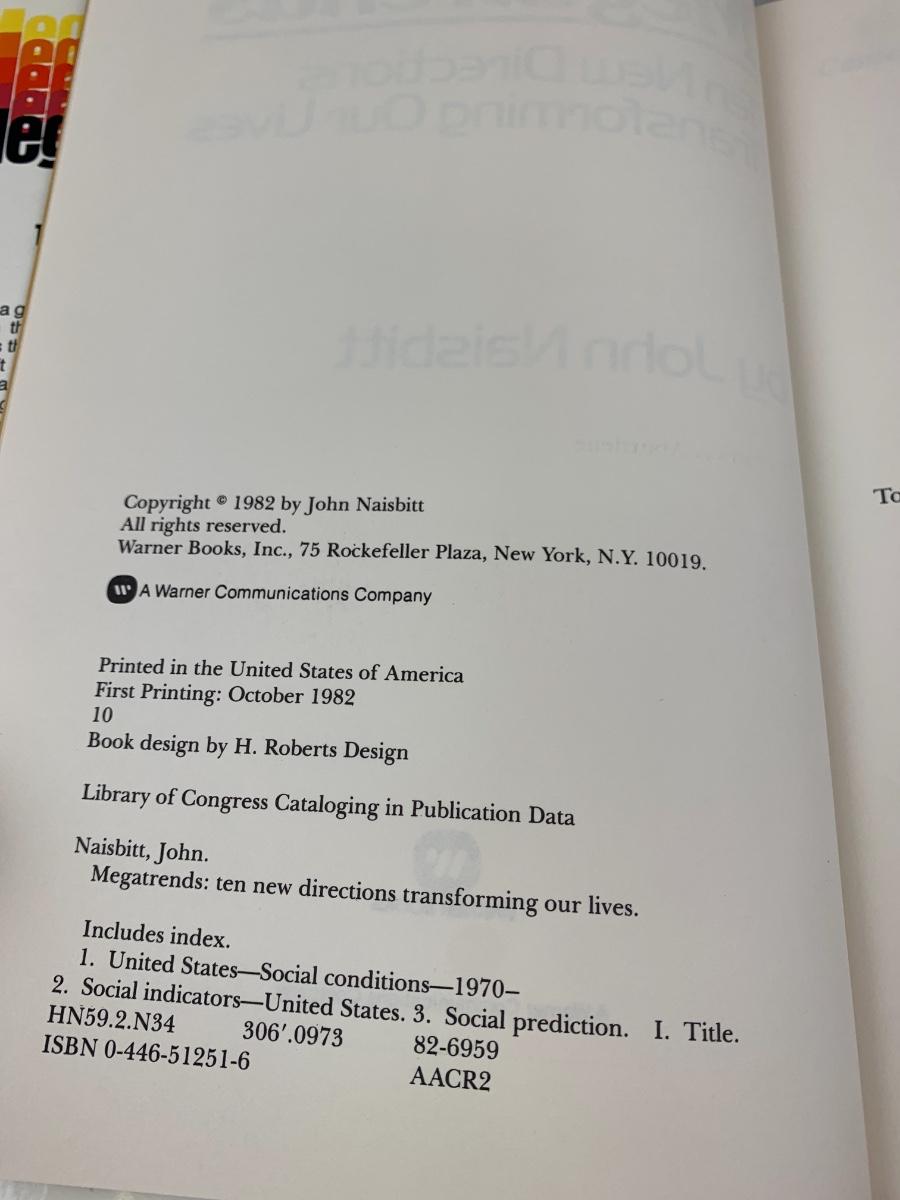 Copyright © 1982 by John Naisbitt
All rights reserved.
Warner Books, Inc., 75 Rockefeller Plaza, New York, N.Y. 10019.
A Warner Communications Company
Printed in the United States of America
First Printing: October 1982
10
Book design by H. Roberts Design
Library of Congress Cataloging in Publication Data
Naisbitt, John.
Megatrends: ten new directions transforming our lives.
Includes index.
1. United States—Social conditions—1970–
2. Social indicators—United States. 3. Social prediction. I. Title.
HN59.2.N34 306′.0973 82-6959
ISBN 0-446-51251-6 AACR2